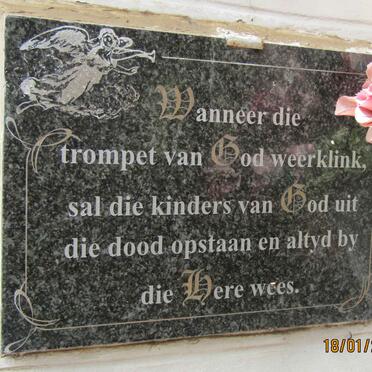 Wanneer die
trompet van God weerklink,
sal die kinders van God uit
die dood opstaan en altyd by
die Here wees.
18/01/2